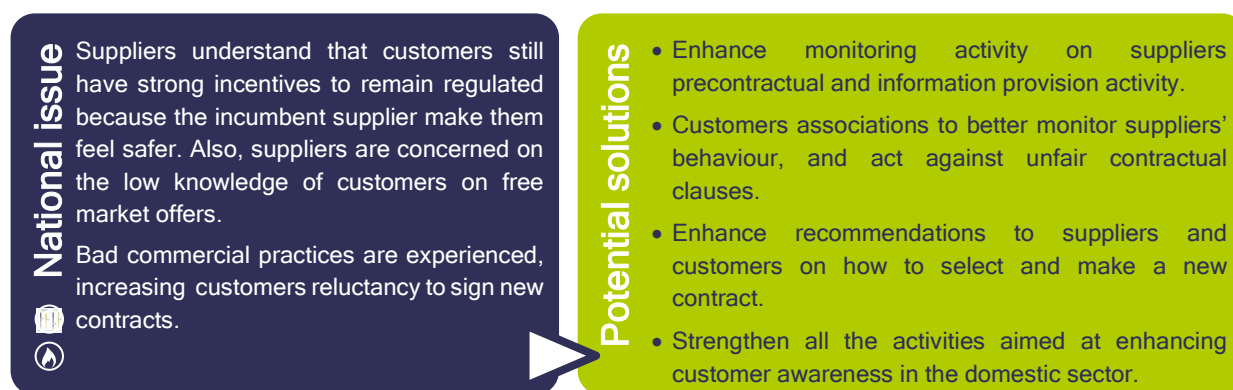 National issue
Suppliers understand that customers still
have strong incentives to remain regulated
because the incumbent supplier make them
feel safer. Also, suppliers are concerned on
the low knowledge of customers on free
market offers.
Bad commercial practices are experienced,
increasing customers reluctancy to sign new
contracts.
Potential solutions
• Enhance monitoring activity on suppliers
precontractual and information provision activity.
• Customers associations to better monitor suppliers’
behaviour, and act against unfair contractual
clauses.
• Enhance recommendations to suppliers and
customers on how to select and make a new
contract.
• Strengthen all the activities aimed at enhancing
customer awareness in the domestic sector.